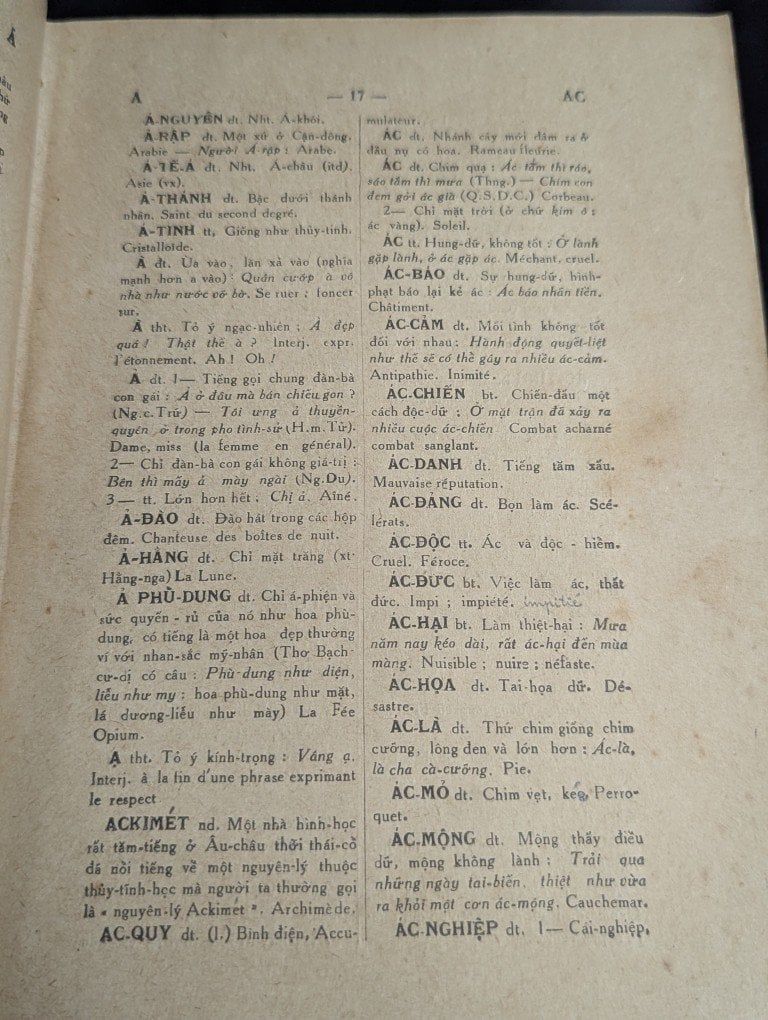 A
— 17 —
ÁC
Á-NGUYÊN dt. Nht. Á-khôi.
Á-RẬP dt. Một xứ ở Cận-đông.
Arabie — Người Á-rập : Arabe.
Á-TẾ-Á dt. Nht. Á-châu (itd).
Asie (vx).
Á-THÁNH dt. Bậc dưới thánh
nhân. Saint du second degré.
Á-TINH tt, Giống như thủy-tinh.
Cristalloïde.
À đt. Ùa vào, lăn xả vào (nghĩa
mạnh hơn a vào) : Quân cướp à vô
nhà như nước vỡ bờ. Se ruer ; foncer
sur.
À tht. Tỏ ý ngạc-nhiên ; À đẹp
quá ! Thật thế à ? Interj. expr.
l'étonnement. Ah ! Oh !
Ả dt. 1— Tiếng gọi chung đàn-bà
con gái : Ả ở đâu mà bán chiếu gon ?
(Ng.c.Trứ) — Tôi ưng ả thuyền-
quyên ở trong pho tình-sử (H.m.Tử).
Dame, miss (la femme en général).
2— Chỉ đàn-bà con gái không giá-trị :
Bên thì mấy ả mày ngài (Ng.Du).
3— tt. Lớn hơn hết ; Chị ả. Aîné.
Ả-ĐÀO dt. Đào hát trong các hộp
đêm. Chanteuse des boîtes de nuit.
Ả-HẰNG dt. Chỉ mặt trăng (xt.
Hằng-nga) La Lune.
Ả PHÙ-DUNG dt. Chỉ á-phiện và
sức quyến - rủ của nó như hoa phù-
dung, có tiếng là một hoa đẹp thường
ví với nhan-sắc mỹ-nhân (Thơ Bạch-
cư-dị có câu : Phù-dung như diện,
liễu như my : hoa phù-dung như mặt,
lá dương-liễu như mày) La Fée
Opium.
Ạ tht. Tỏ ý kính-trọng : Vâng ạ.
Interj. à la fin d'une phrase exprimant
le respect
ACKIMÉT nd. Một nhà hình-học
rất tăm-tiếng ở Âu-châu thời thái-cổ
đã nổi tiếng về một nguyên-lý thuộc
thủy-tĩnh-học mà người ta thường gọi
là « nguyên-lý Ackimét ». Archimède.
AC-QUY dt. (l.) Bình điện, Accu-
mulateur.
ÁC dt. Nhánh cây mới đâm ra ở
đầu nụ có hoa. Rameau fleurie.
ÁC dt. Chim quạ : Ác tắm thì ráo,
sáo tắm thì mưa (Thng.) — Chim con
đem gởi ác già (Q.S.D.C.) Corbeau.
2— Chỉ mặt trời (ở chữ kim ô :
ác vàng). Soleil.
ÁC tt. Hung-dữ, không tốt : Ở lành
gặp lành, ở ác gặp ác. Méchant, cruel.
ÁC-BÁO dt. Sự hung-dữ, hình-
phạt báo lại kẻ ác : Ác báo nhãn tiền.
Châtiment.
ÁC-CẢM dt. Mối tình không tốt
đối với nhau: Hành động quyết-liệt
như thế sẽ có thể gây ra nhiều ác-cảm.
Antipathie. Inimité.
ÁC-CHIẾN bt. Chiến-đấu một
cách độc-dữ : Ở mặt trận đã xảy ra
nhiều cuộc ác-chiến Combat acharné
combat sanglant.
ÁC-DANH dt. Tiếng tăm xấu.
Mauvaise réputation.
ÁC-ĐẢNG dt. Bọn làm ác. Scé-
lérats.
ÁC-ĐỘC tt. Ác và độc - hiểm.
Cruel. Féroce.
ÁC-ĐỨC bt. Việc làm ác, thất
đức. Impi ; impiété. impitié
ÁC-HẠI bt. Làm thiệt-hại : Mưa
năm nay kéo dài, rất ác-hại đến mùa
màng. Nuisible ; nuire ; néfaste.
ÁC-HỌA dt. Tai-họa dữ. Dé-
sastre.
ÁC-LÀ dt. Thứ chim giống chim
cưởng, lông đen và lớn hơn : Ác-là,
là cha cà-cưởng. Pie.
ÁC-MỎ dt. Chim vẹt, két, Perro-
quet.
ÁC-MỘNG dt. Mộng thấy điều
dữ, mộng không lành : Trải qua
những ngày tai-biến, thiệt như vừa
ra khỏi một cơn ác-mộng. Cauchemar.
ÁC-NGHIỆP dt. 1— Cái-nghiệp,